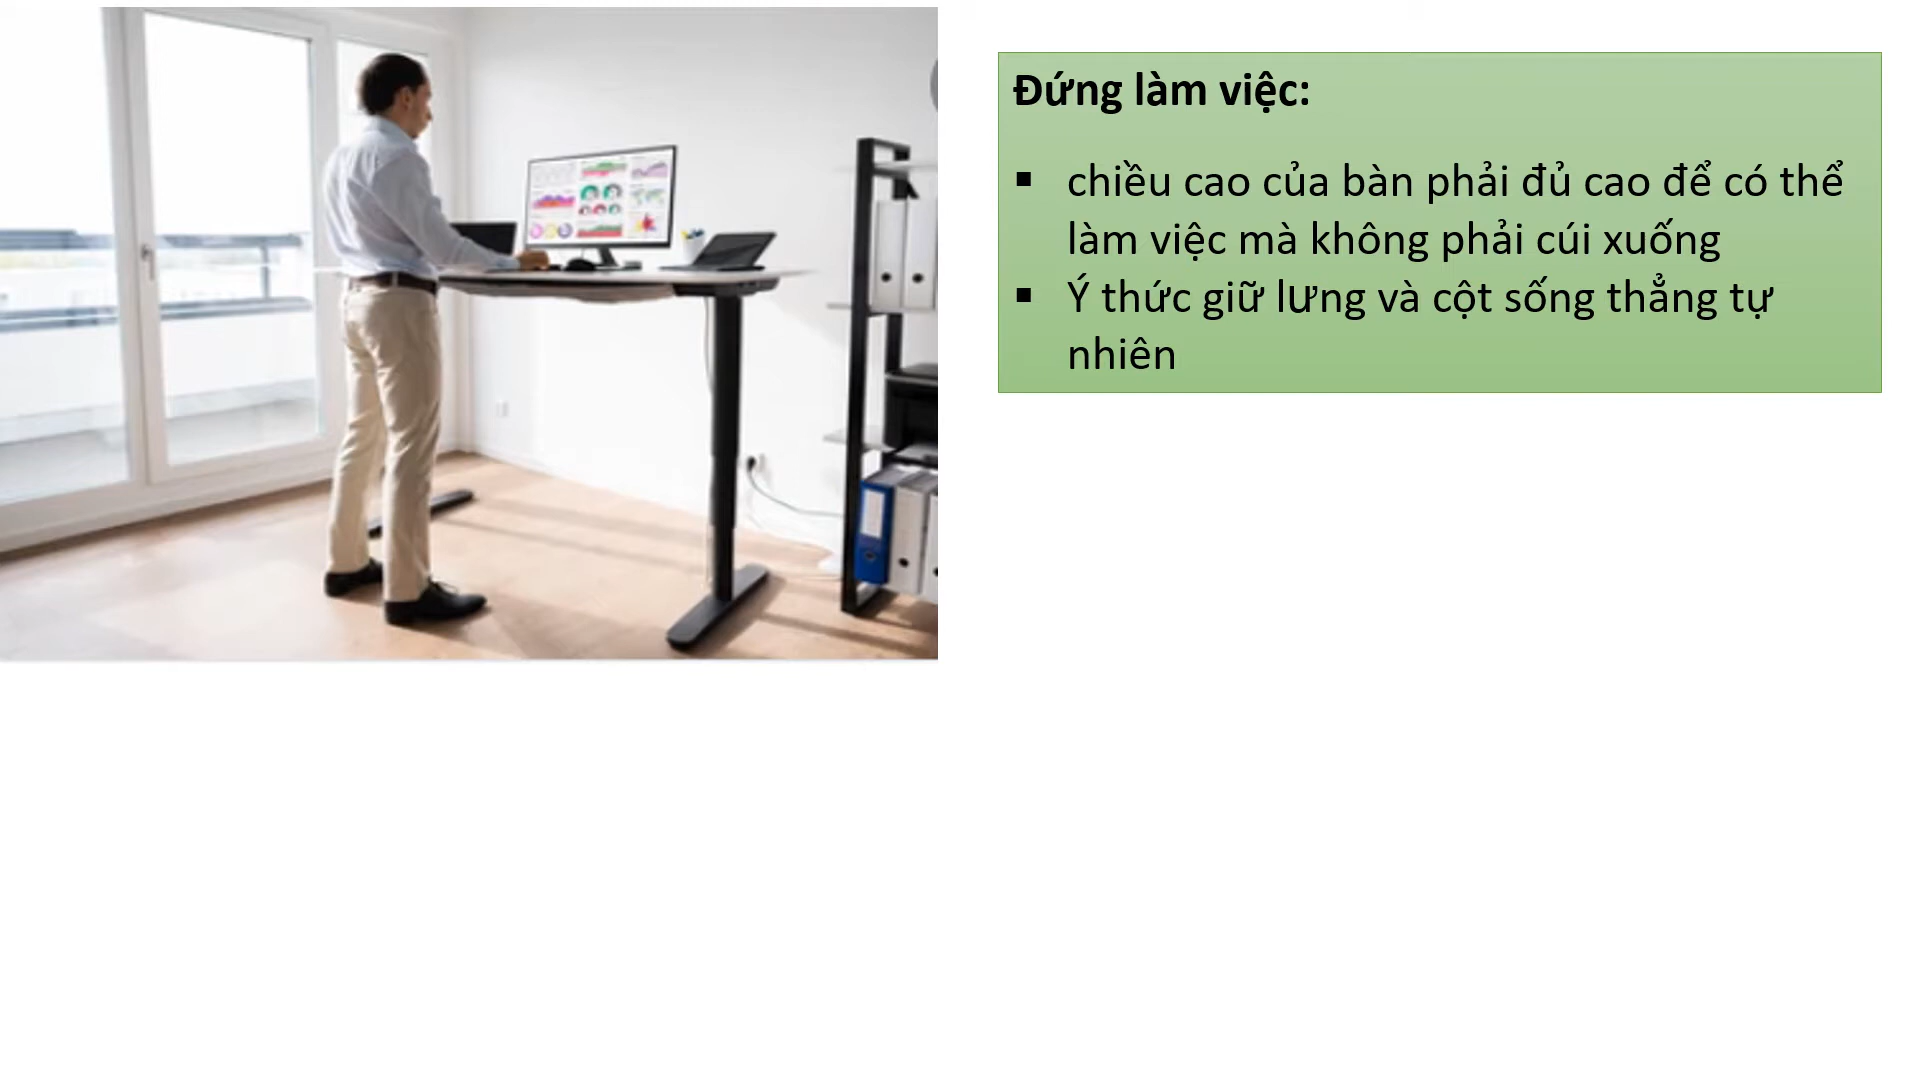 Đứng làm việc:
▪ chiều cao của bàn phải đủ cao để có thể
làm việc mà không phải cúi xuống
▪ Ý thức giữ lưng và cột sống thẳng tự
nhiên